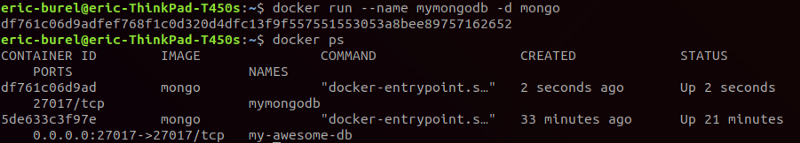 eric-burel@eric-ThinkPad-T450s:~$ docker run --name mymongodb -d mongo
df761c06d9adfef768f1c0d320d4dfc13f9f557551553053a8bee89757162652
eric-burel@eric-ThinkPad-T450s:~$ docker ps
CONTAINER ID IMAGE COMMAND CREATED STATUS
PORTS NAMES
df761c06d9ad mongo "docker-entrypoint.s…" 2 seconds ago Up 2 seconds
27017/tcp mymongodb
5de633c3f97e mongo "docker-entrypoint.s…" 33 minutes ago Up 21 minutes
0.0.0.0:27017->27017/tcp my-awesome-db